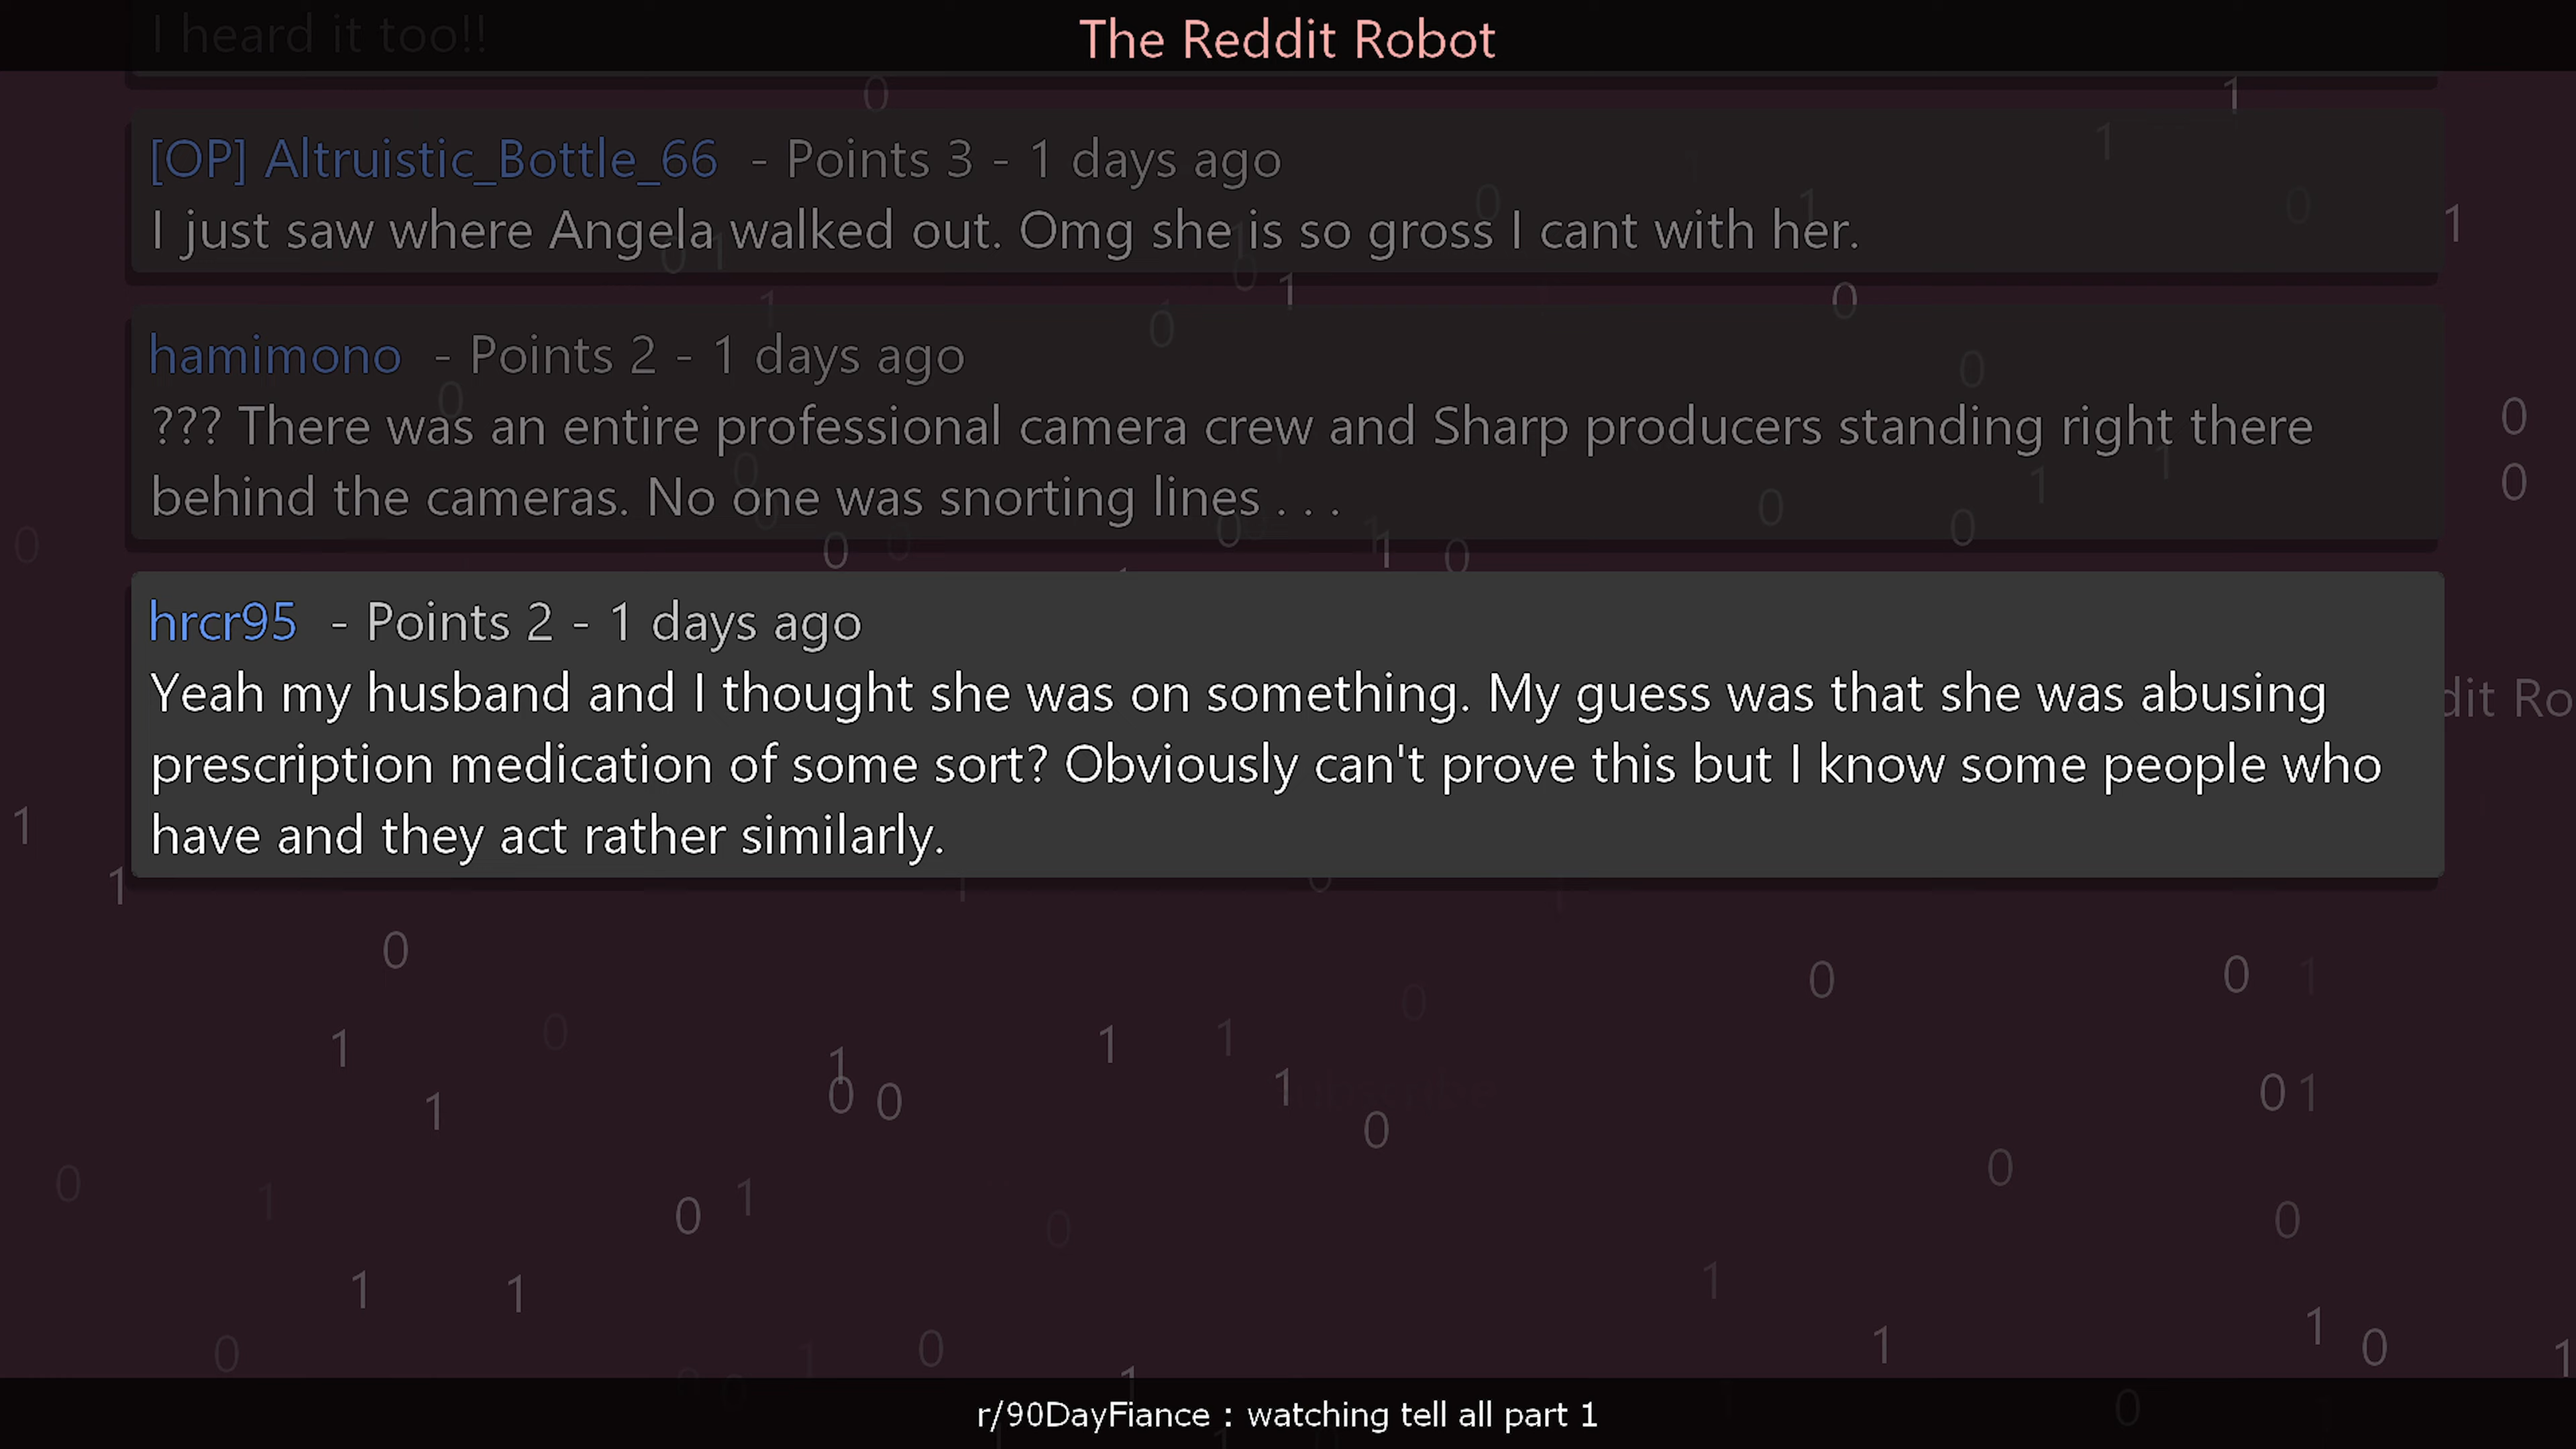 I heard it too!!
The Reddit Robot
[OP] Altruistic_Bottle_66 - Points 3 - 1 days ago
I just saw where Angela walked out. Omg she is so gross I cant with her.
hamimono - Points 2 - 1 days ago
??? There was an entire professional camera crew and Sharp producers standing right there
behind the cameras. No one was snorting lines . . .
hrcr95 - Points 2 - 1 days ago
Yeah my husband and I thought she was on something. My guess was that she was abusing
prescription medication of some sort? Obviously can't prove this but I know some people who
have and they act rather similarly.
dit Ro
r/90DayFiance : watching tell all part 1